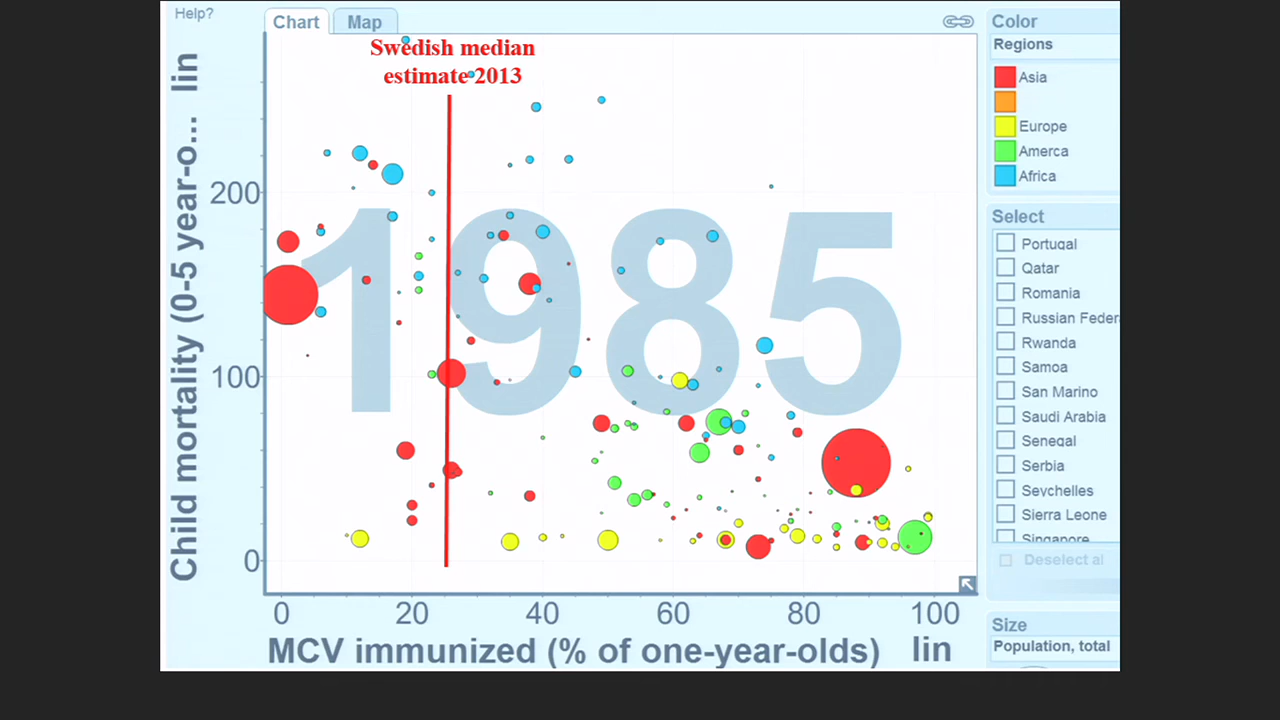 Help?
Chart
Map
Swedish median
estimate 2013
Child mortality (0-5 year-o... lin
200
100
0
1985
0 20 40 60 80 100
MCV immunized (% of one-year-olds) lin
Color
Regions
Asia
Europe
Amerca
Africa
Select
Portugal
Qatar
Romania
Russian Feder
Rwanda
Samoa
San Marino
Saudi Arabia
Senegal
Serbia
Seychelles
Sierra Leone
Singapore
Deselect al
Size
Population, total